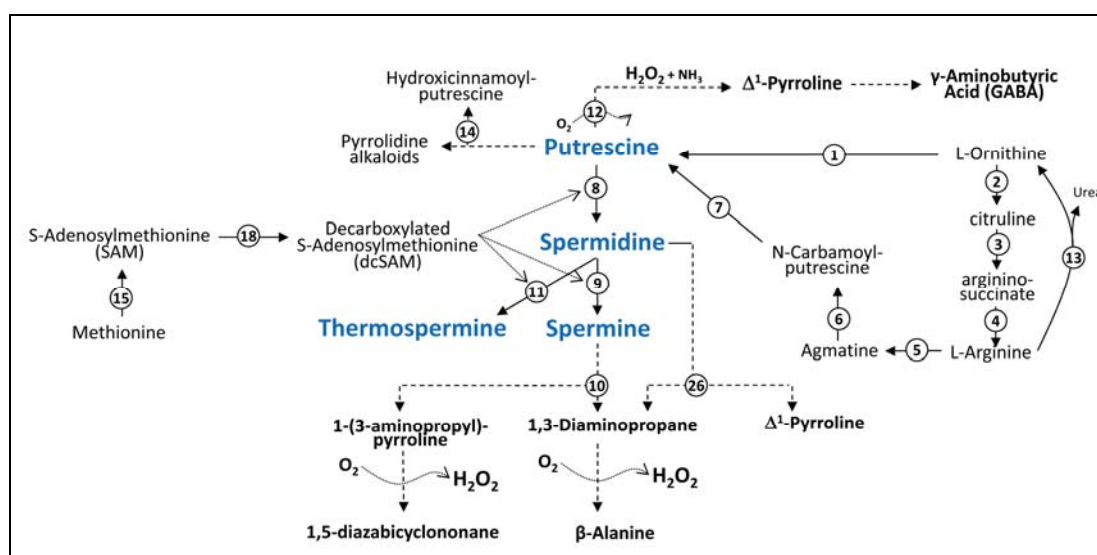 H₂O₂ + NH₃
Δ¹-Pyrroline
γ-Aminobutyric
Acid (GABA)
Hydroxicinnamoyl-
putrescine
12
O₂
14
Pyrrolidine
alkaloids
Putrescine
1
L-Ornithine
8
2
Urea
7
citruline
S-Adenosylmethionine
(SAM)
18
Decarboxylated
S-Adenosylmethionine
(dcSAM)
Spermidine
N-Carbamoyl-
putrescine
3
13
15
11
9
arginino-
succinate
Methionine
Thermospermine
Spermine
6
4
Agmatine
5
L-Arginine
10
26
1-(3-aminopropyl)-
pyrroline
1,3-Diaminopropane
Δ¹-Pyrroline
O₂
H₂O₂
O₂
H₂O₂
1,5-diazabicyclononane
β-Alanine